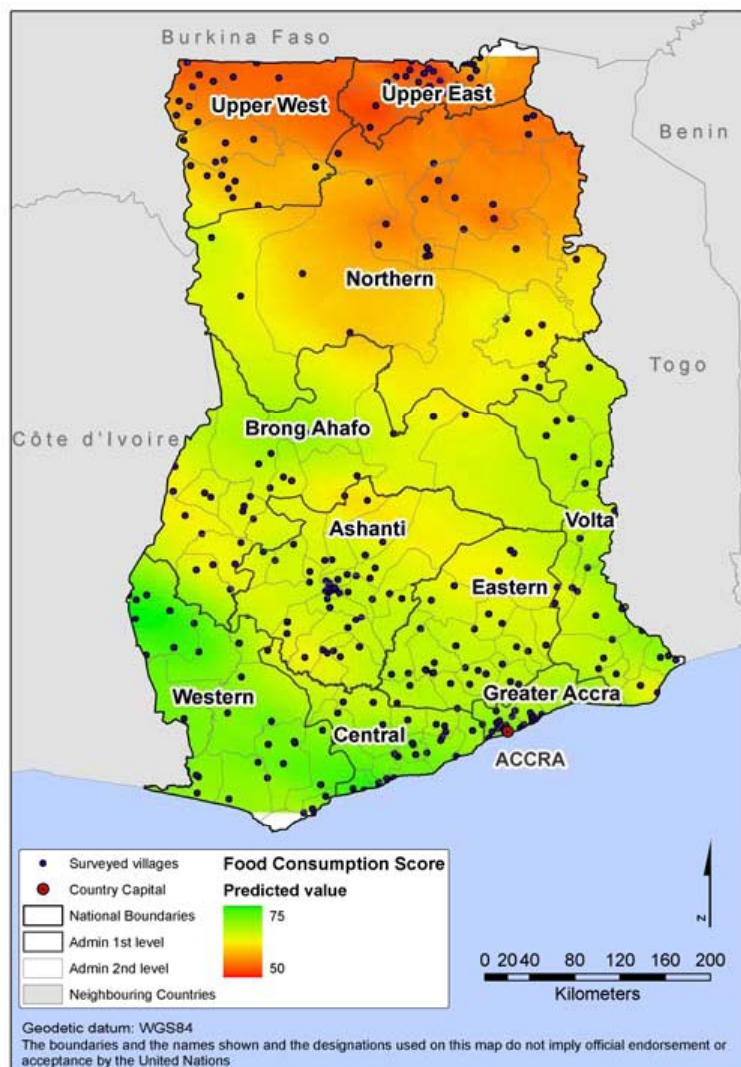 Burkina Faso
Upper West
Upper East
Benin
Northern
Togo
Brong Ahafo
Côte d'Ivoire
Ashanti
Volta
Eastern
Western
Greater Accra
Central
ACCRA
Surveyed villages
Country Capital
National Boundaries
Admin 1st level
Admin 2nd level
Neighbouring Countries
Food Consumption Score
Predicted value
75
50
N
0 20 40 80 120 160 200
Kilometers
Geodetic datum: WGS84
The boundaries and the names shown and the designations used on this map do not imply official endorsement or
acceptance by the United Nations